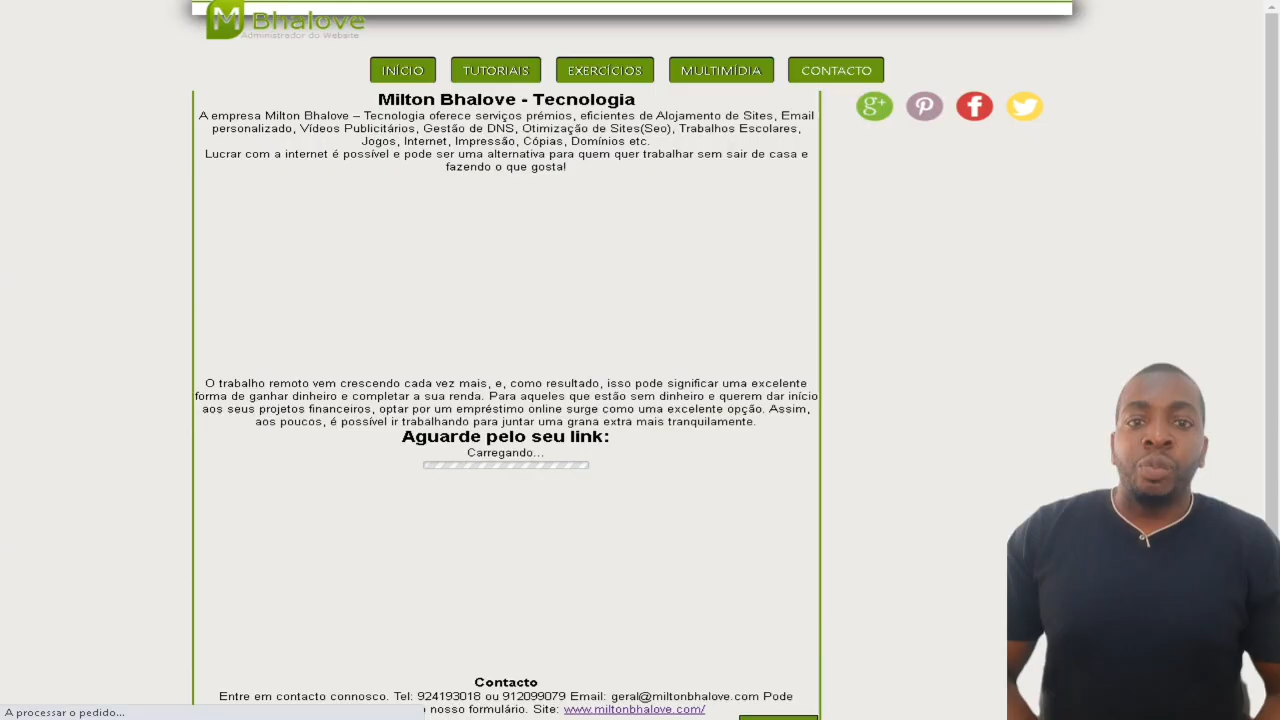 M Bhalove
Administrador do Website
INÍCIO TUTORIAIS EXERCÍCIOS MULTIMÍDIA CONTACTO
Milton Bhalove - Tecnologia
A empresa Milton Bhalove – Tecnologia oferece serviços prémios, eficientes de Alojamento de Sites, Email
personalizado, Vídeos Publicitários, Gestão de DNS, Otimização de Sites(Seo), Trabalhos Escolares,
Jogos, Internet, Impressão, Cópias, Domínios etc.
Lucrar com a internet é possível e pode ser uma alternativa para quem quer trabalhar sem sair de casa e
fazendo o que gosta!
O trabalho remoto vem crescendo cada vez mais, e, como resultado, isso pode significar uma excelente
forma de ganhar dinheiro e completar a sua renda. Para aqueles que estão sem dinheiro e querem dar início
aos seus projetos financeiros, optar por um empréstimo online surge como uma excelente opção. Assim,
aos poucos, é possível ir trabalhando para juntar uma grana extra mais tranquilamente.
Aguarde pelo seu link:
Carregando...
Contacto
Entre em contacto connosco. Tel: 924193018 ou 912099079 Email: geral@miltonbhalove.com Pode
nosso formulário. Site: www.miltonbhalove.com/
A processar o pedido...